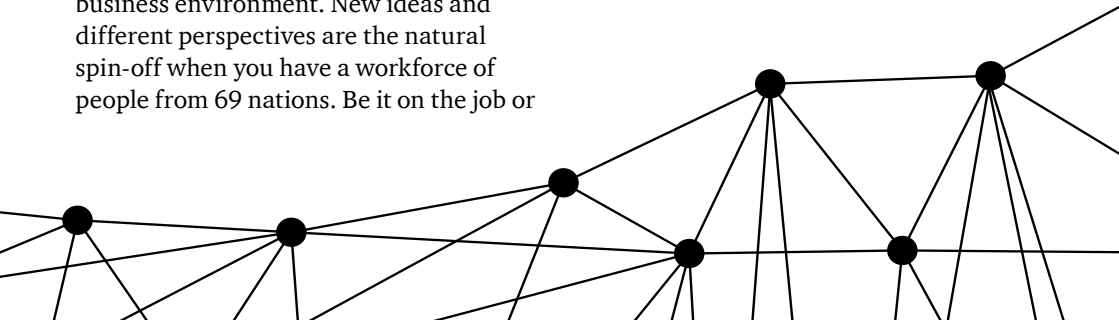 business environment. New ideas and
different perspectives are the natural
spin-off when you have a workforce of
people from 69 nations. Be it on the job or